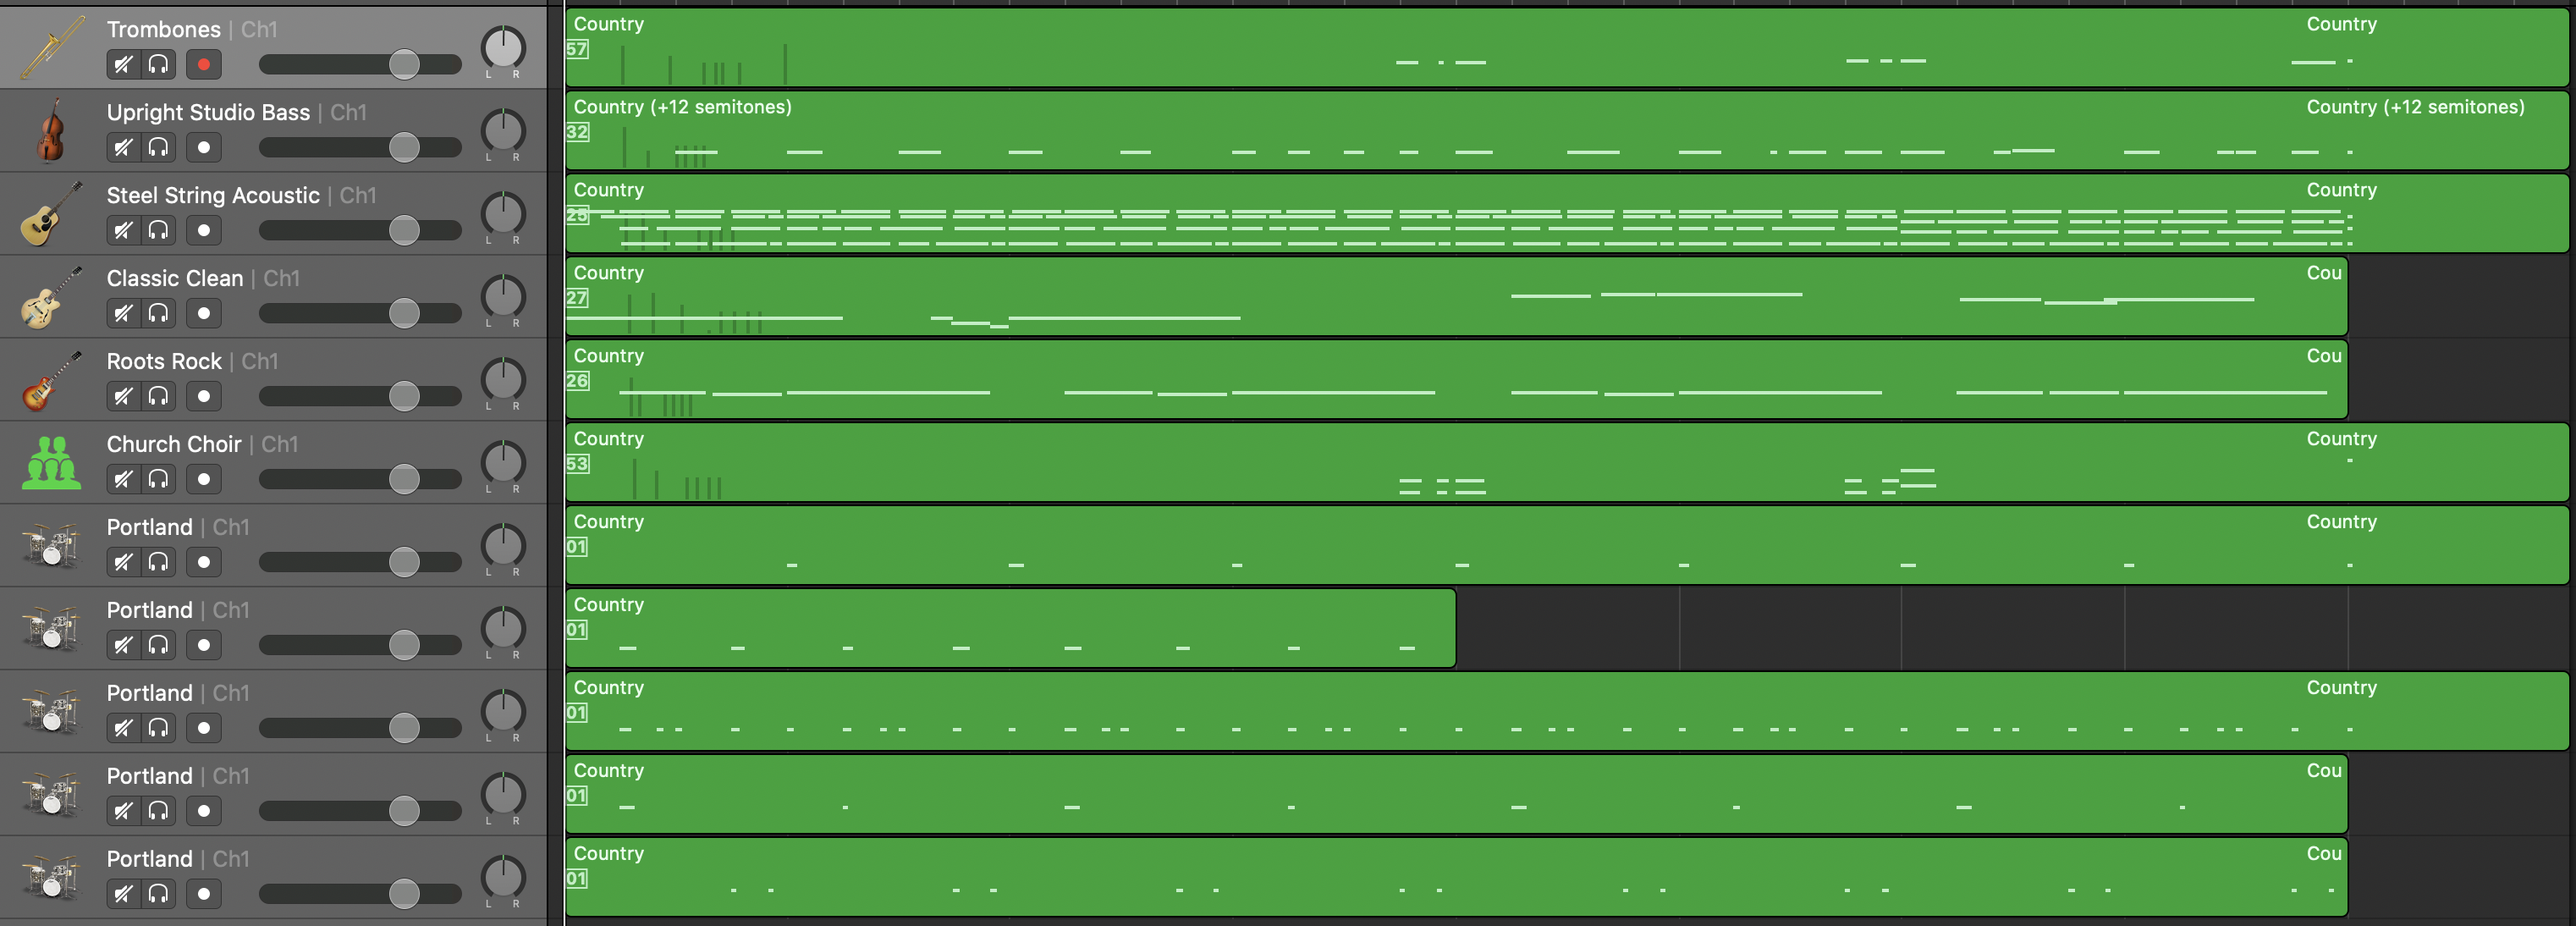 Trombones | Ch1
L R
Country Country
57
Upright Studio Bass | Ch1
L R
Country (+12 semitones) Country (+12 semitones)
32
Steel String Acoustic | Ch1
L R
Country Country
25
Classic Clean | Ch1
L R
Country Cou
27
Roots Rock | Ch1
L R
Country Cou
26
Church Choir | Ch1
L R
Country Country
53
Portland | Ch1
L R
Country Country
01
Portland | Ch1
L R
Country
01
Portland | Ch1
L R
Country Country
01
Portland | Ch1
L R
Country Cou
01
Portland | Ch1
L R
Country Cou
01